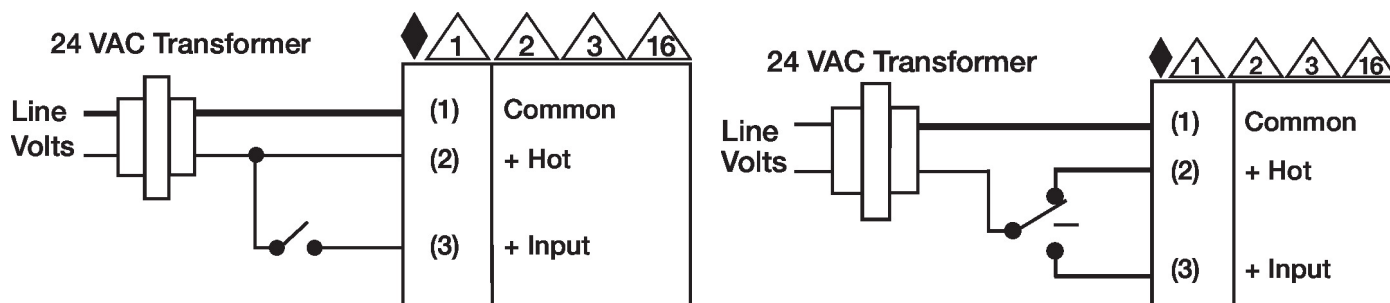 24 VAC Transformer
1 2 3 16
Line
Volts
(1) Common
(2) + Hot
(3) + Input
24 VAC Transformer
1 2 3 16
Line
Volts
(1) Common
(2) + Hot
(3) + Input